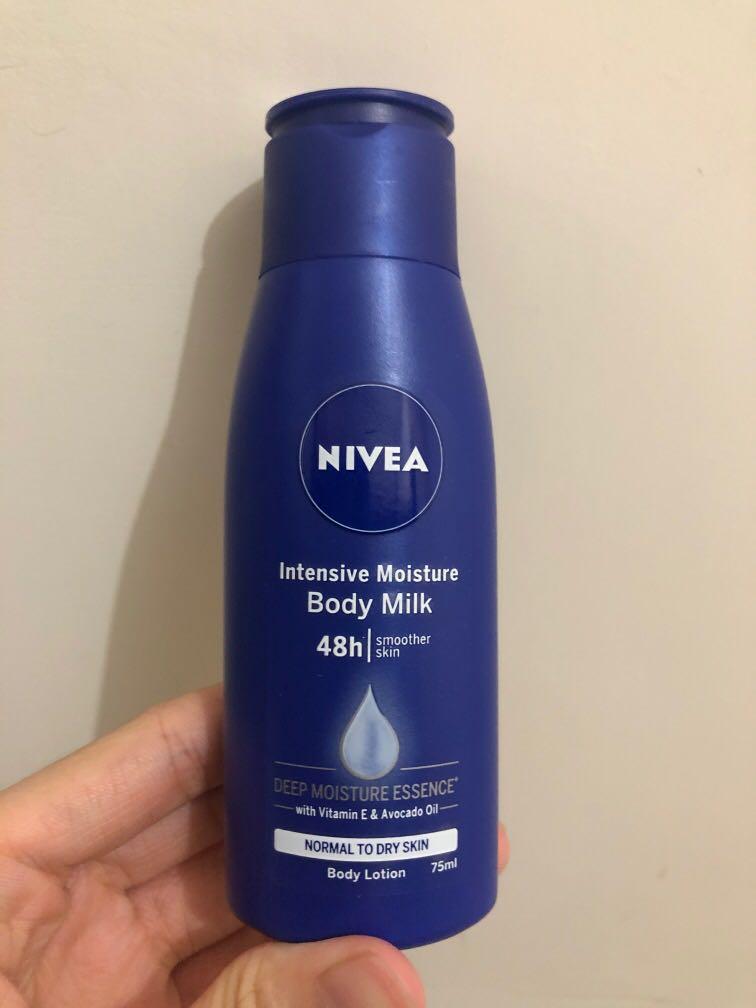 NIVEA
Intensive Moisture
Body Milk
48h smoother
skin
DEEP MOISTURE ESSENCE*
with Vitamin E & Avocado Oil
NORMAL TO DRY SKIN
Body Lotion 75ml